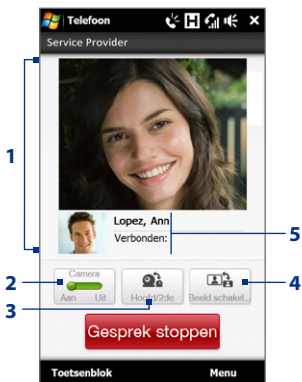 Telefoon
Service Provider
1
Lopez, Ann
Verbonden:
5
2
Camera
Aan Uit
Hoofd/2de
Beeld schakel...
4
3
Gesprek stoppen
Toetsenblok Menu